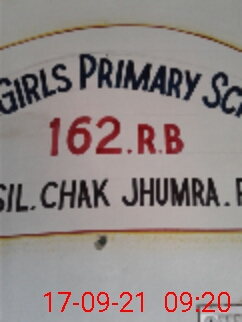 GIRLS PRIMARY SC
162.R.B
SIL. CHAK JHUMRA.
17-09-21 09:20